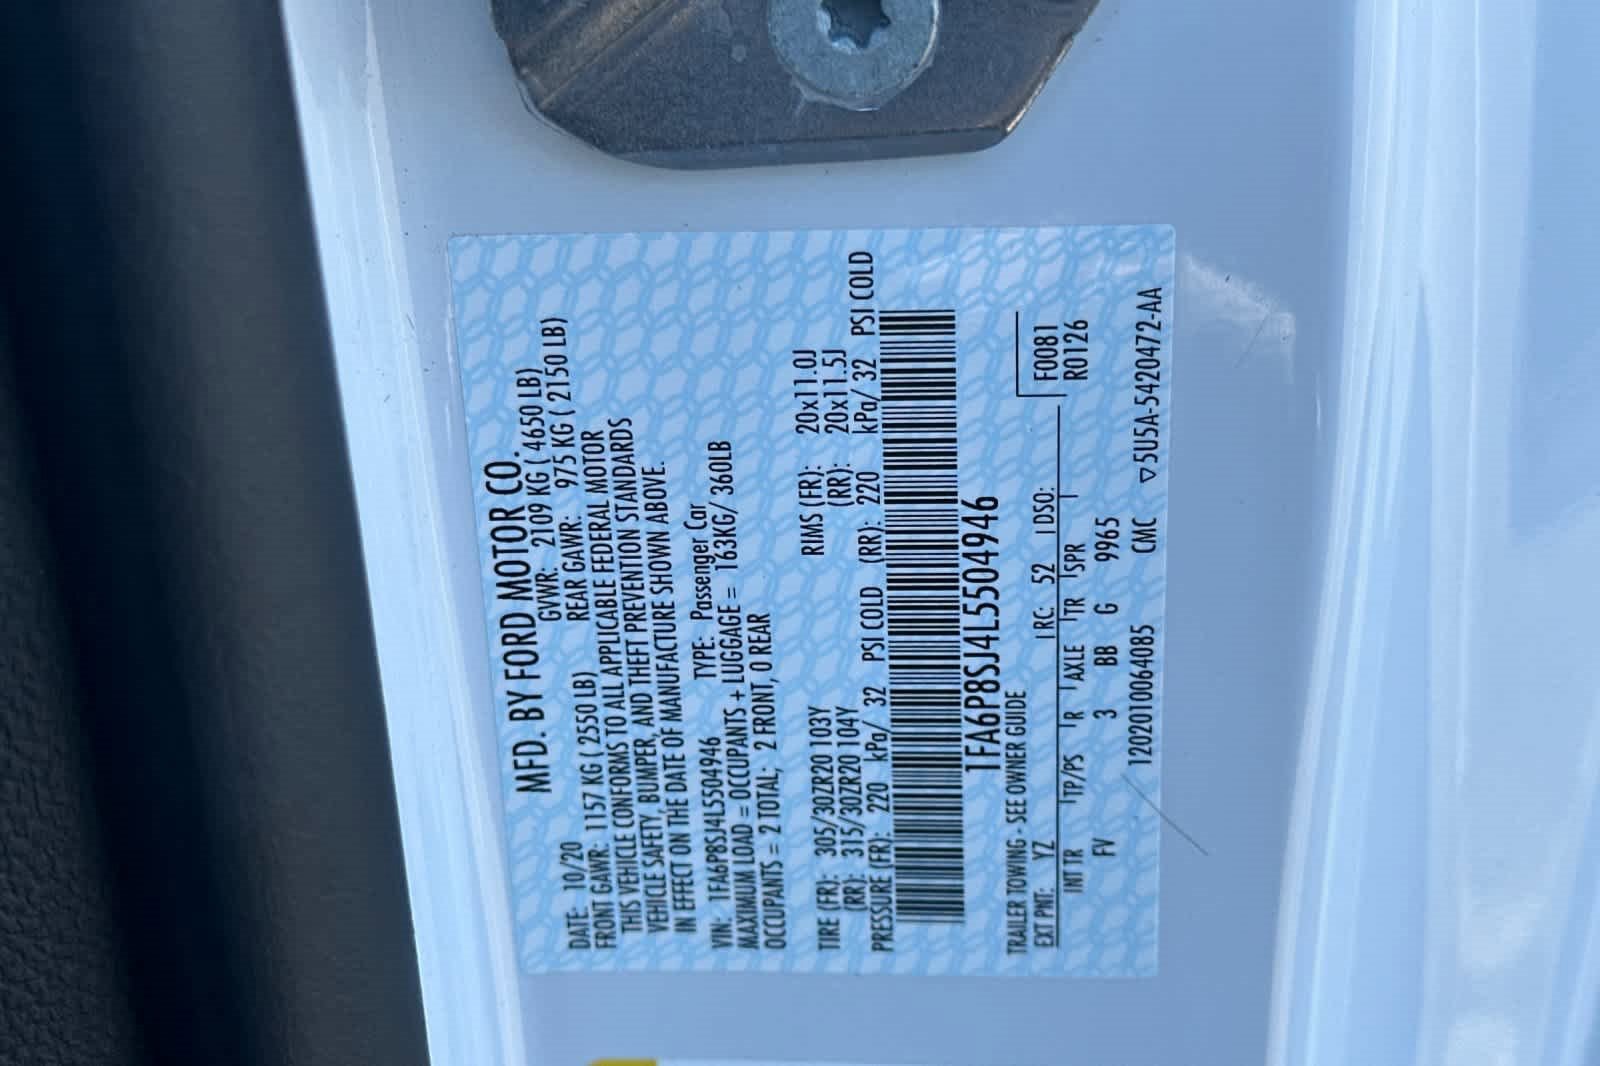 MFD. BY FORD MOTOR CO.
DATE: 10/20 GVWR: 2109 KG ( 4650 LB)
FRONT GAWR: 1157 KG ( 2550 LB) REAR GAWR: 975 KG ( 2150 LB)
THIS VEHICLE CONFORMS TO ALL APPLICABLE FEDERAL MOTOR
VEHICLE SAFETY, BUMPER, AND THEFT PREVENTION STANDARDS
IN EFFECT ON THE DATE OF MANUFACTURE SHOWN ABOVE.
VIN: 1FA6P8SJ4L5504946 TYPE: Passenger Car
MAXIMUM LOAD = OCCUPANTS + LUGGAGE = 163KG/ 360LB
OCCUPANTS = 2 TOTAL; 2 FRONT, 0 REAR
TIRE (FR): 305/30ZR20 103Y RIMS (FR): 20x11.0J
(RR): 315/30ZR20 104Y (RR): 20x11.5J
PRESSURE (FR): 220 kPa/ 32 PSI COLD (RR): 220 kPa/ 32 PSI COLD
1FA6P8SJ4L5504946
TRAILER TOWING - SEE OWNER GUIDE
EXT PNT: YZ RC: 52 DSO: F0081
INT TR TP/PS R AXLE TR SPR R0126
FV 3 BB G 9965
1202010064085 CMC ▽5U5A-5420472-AA